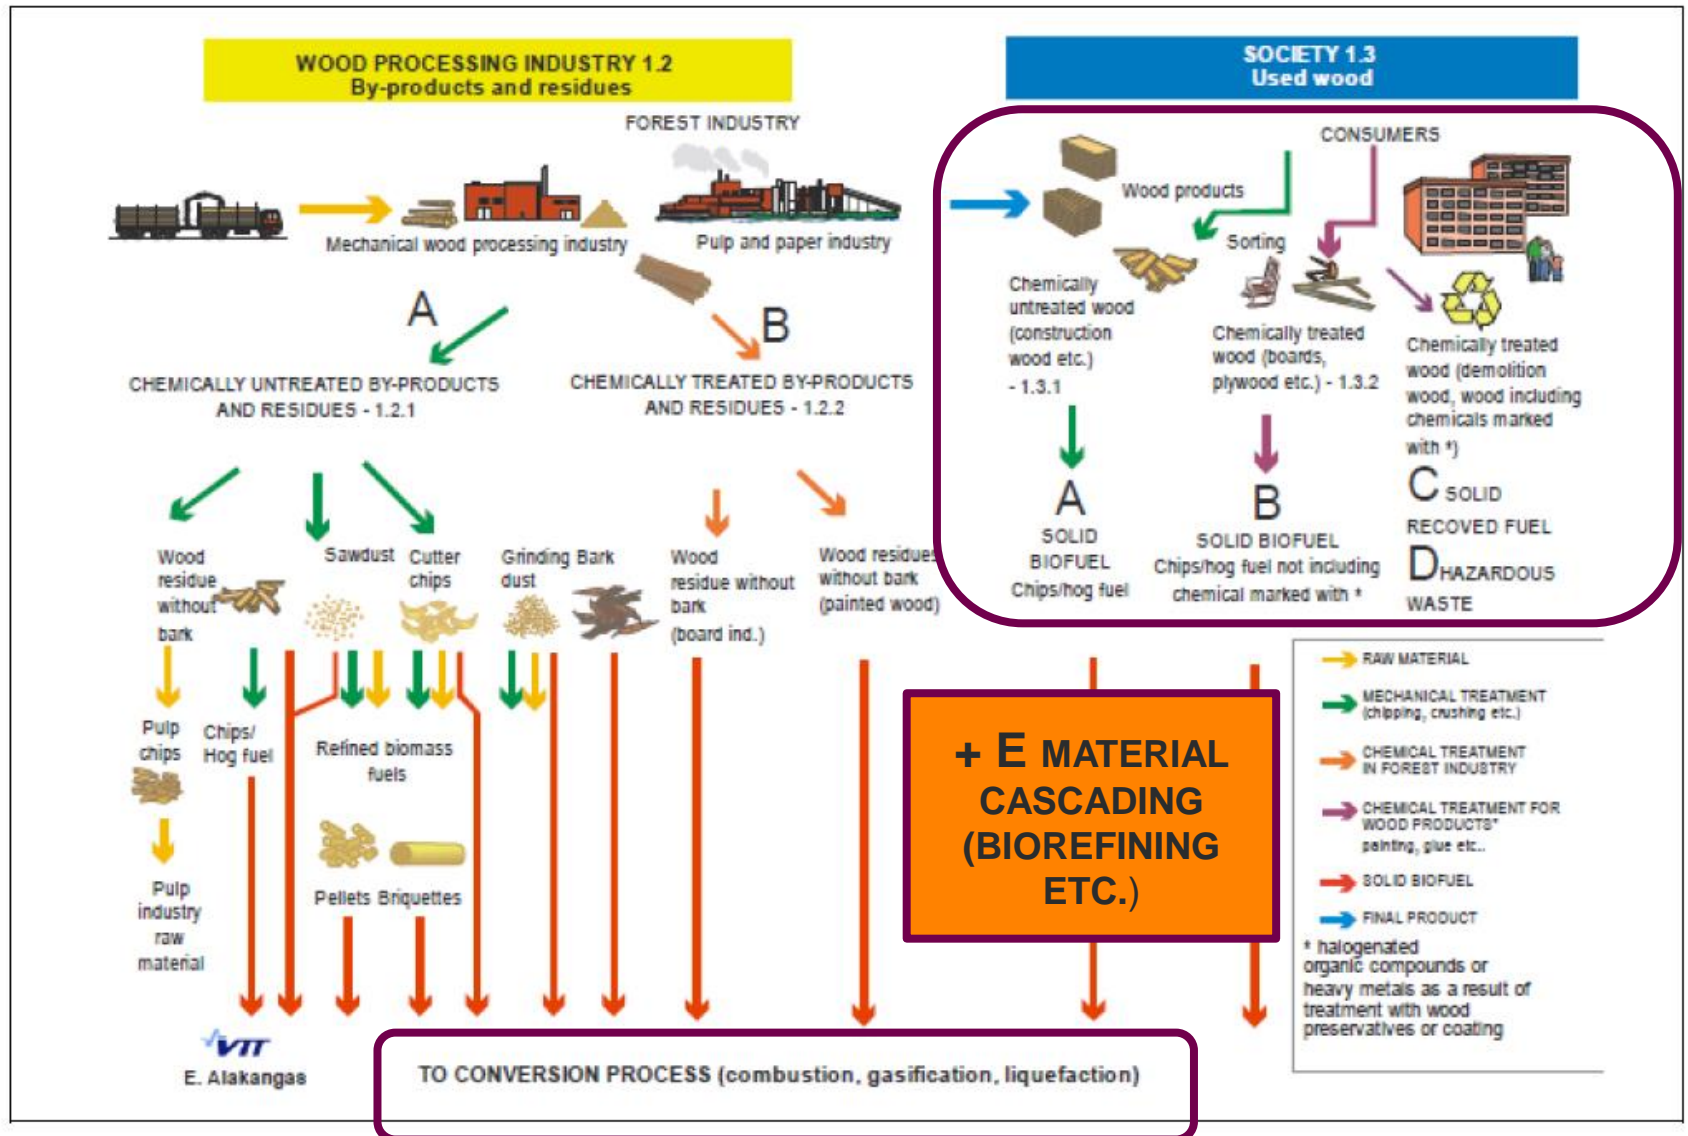 WOOD PROCESSING INDUSTRY 1.2
By-products and residues
FOREST INDUSTRY
Mechanical wood processing industry
Pulp and paper industry
A
B
CHEMICALLY UNTREATED BY-PRODUCTS
AND RESIDUES - 1.2.1
CHEMICALLY TREATED BY-PRODUCTS
AND RESIDUES - 1.2.2
Wood
residue
without
bark
Sawdust
Cutter
chips
Grinding
dust
Bark
Wood
residue without
bark
(board ind.)
Wood residues
without bark
(painted wood)
Pulp
chips
Chips/
Hog fuel
Refined biomass
fuels
Pulp
industry
raw
material
Pellets Briquettes
SOCIETY 1.3
Used wood
CONSUMERS
Wood products
Sorting
Chemically
untreated wood
(construction
wood etc.)
- 1.3.1
A
SOLID
BIOFUEL
Chips/hog fuel
Chemically treated
wood (boards,
plywood etc.) - 1.3.2
B
SOLID BIOFUEL
Chips/hog fuel not including
chemical marked with *
Chemically treated
wood (demolition
wood, wood including
chemicals marked
with *)
C SOLID
RECOVED FUEL
D HAZARDOUS
WASTE
+ E MATERIAL
CASCADING
(BIOREFINING
ETC.)
RAW MATERIAL
MECHANICAL TREATMENT
(chipping, crushing etc.)
CHEMICAL TREATMENT
IN FOREST INDUSTRY
CHEMICAL TREATMENT FOR
WOOD PRODUCTS*
painting, glue etc..
SOLID BIOFUEL
FINAL PRODUCT
* halogenated
organic compounds or
heavy metals as a result of
treatment with wood
preservatives or coating
VTT
E. Alakangas
TO CONVERSION PROCESS (combustion, gasification, liquefaction)